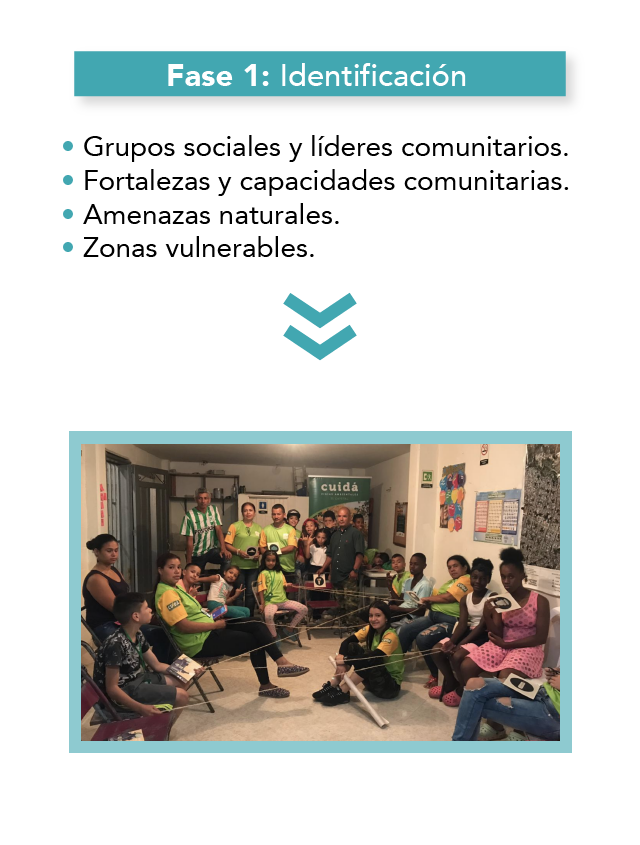 Fase 1: Identificación
• Grupos sociales y líderes comunitarios.
• Fortalezas y capacidades comunitarias.
• Amenazas naturales.
• Zonas vulnerables.
cuidá